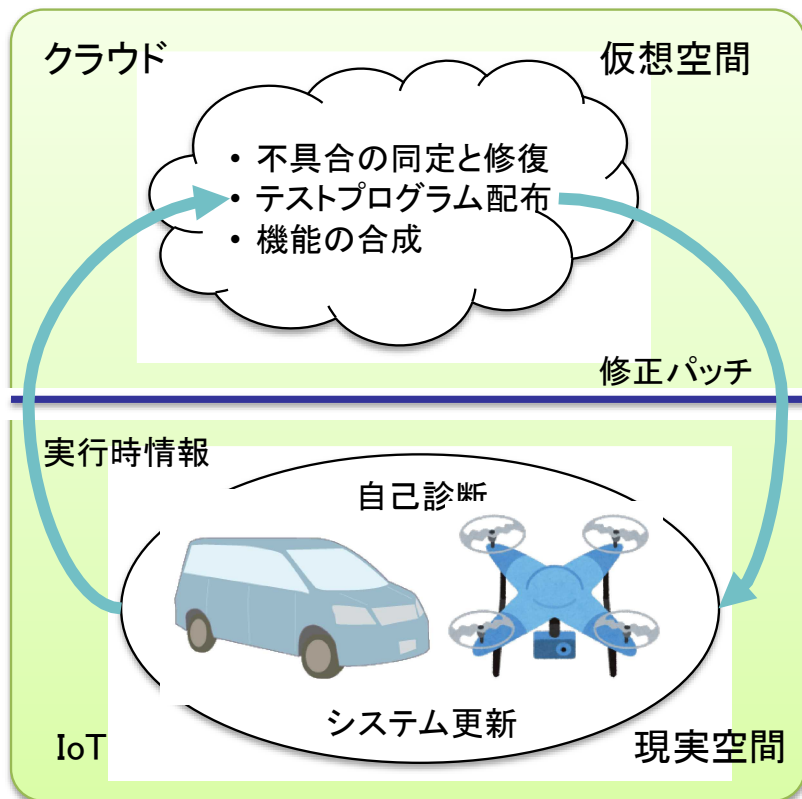 クラウド
仮想空間
• 不具合の同定と修復
• テストプログラム配布
• 機能の合成
修正パッチ
実行時情報
自己診断
システム更新
IoT
現実空間